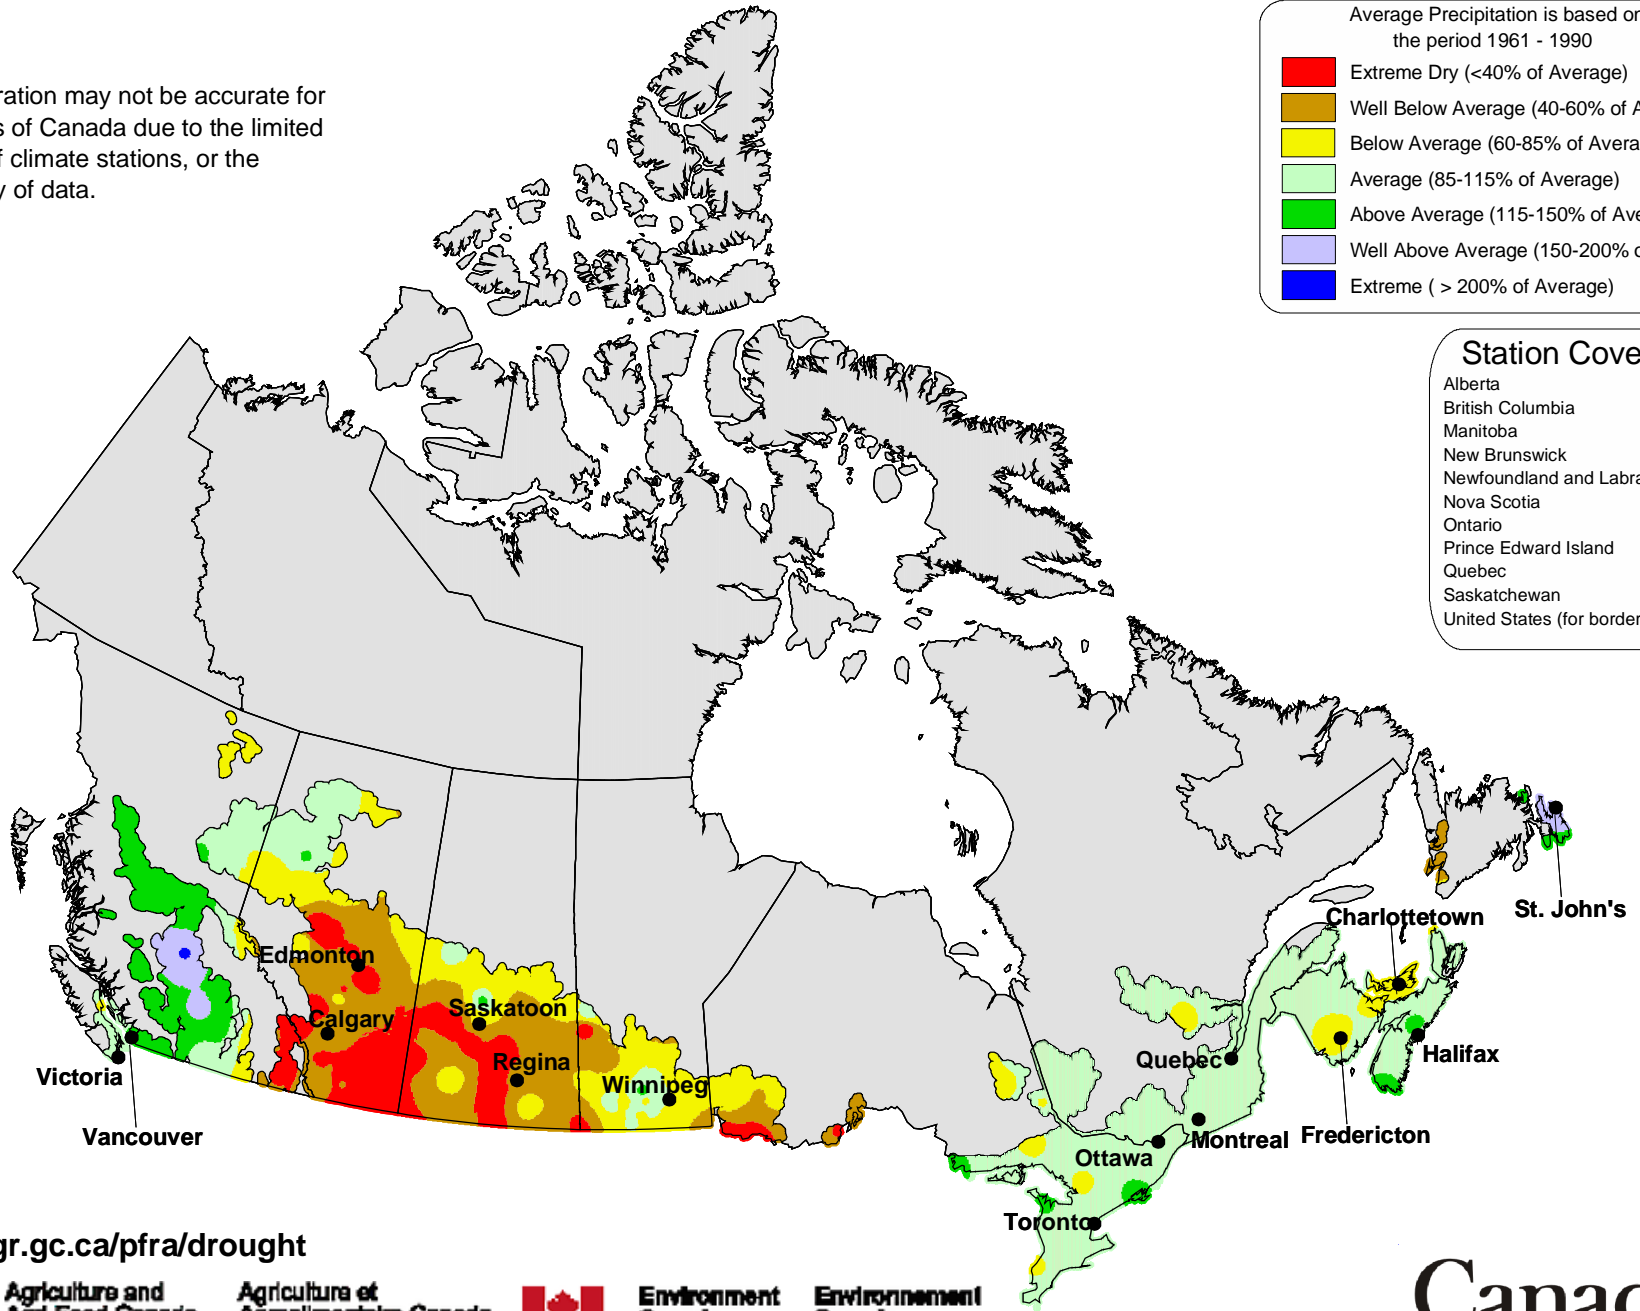 Average Precipitation is based on
the period 1961 - 1990
Extreme Dry (<40% of Average)
Well Below Average (40-60% of A
Below Average (60-85% of Avera
Average (85-115% of Average)
Above Average (115-150% of Ave
Well Above Average (150-200% o
Extreme ( > 200% of Average)
ration may not be accurate for
s of Canada due to the limited
f climate stations, or the
y of data.
Station Cove
Alberta
British Columbia
Manitoba
New Brunswick
Newfoundland and Labra
Nova Scotia
Ontario
Prince Edward Island
Quebec
Saskatchewan
United States (for border
Charlottetown
St. John's
Edmonton
Saskatoon
Calgary
Regina
Winnipeg
Victoria
Vancouver
Quebec
Halifax
Montreal
Fredericton
Ottawa
Toronto
gr.gc.ca/pfra/drought
Agriculture and
Agri-Food Canada
Agriculture et
Agroalimentaire Canada
Environment
Environnement
Canad